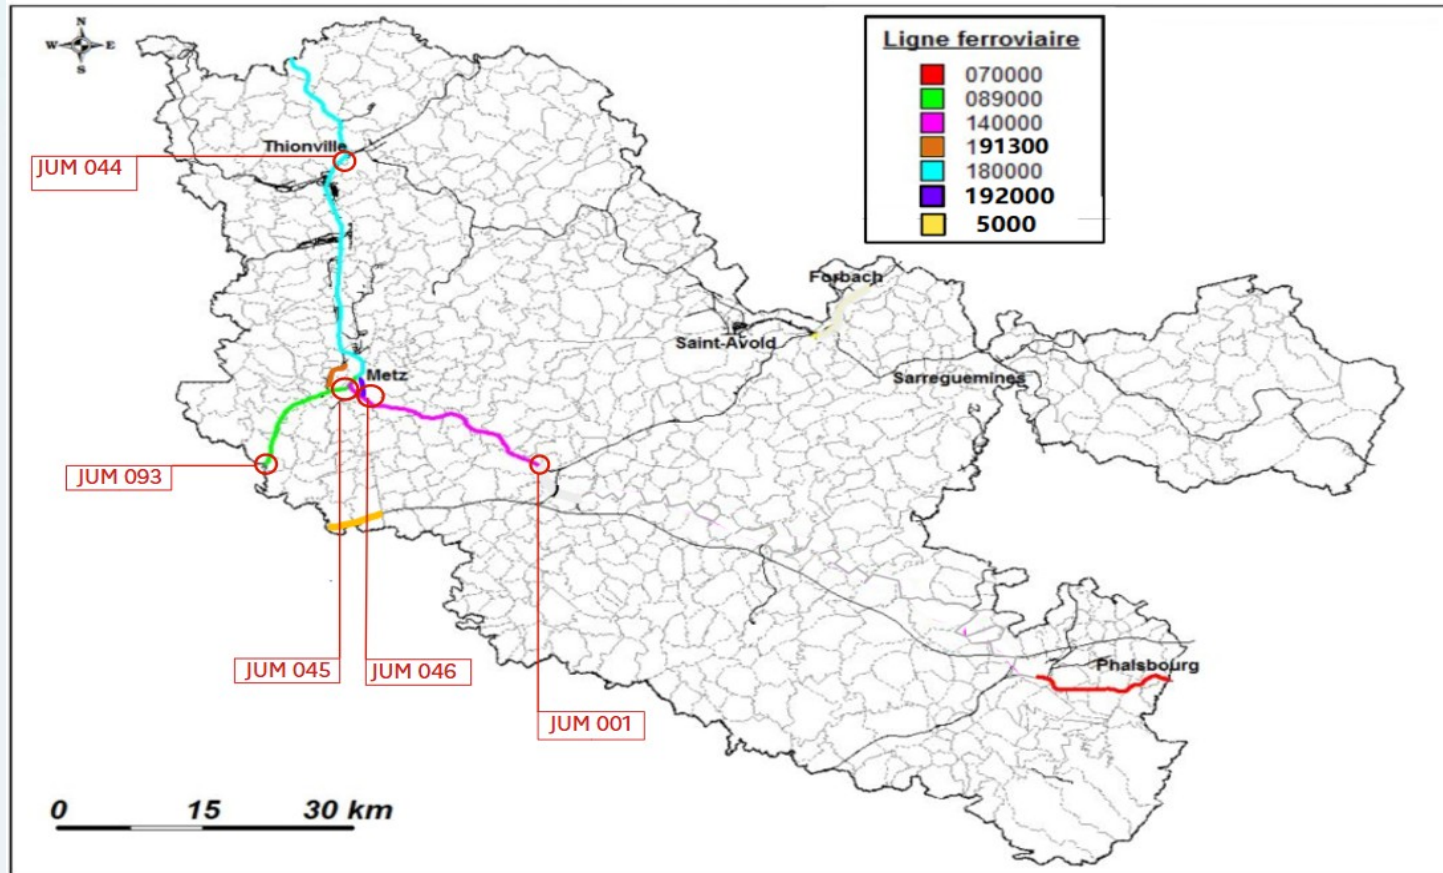 N
W E
S
Ligne ferroviaire
070000
089000
140000
191300
180000
192000
5000
Thionville
JUM 044
Forbach
Saint-Avold
Metz
Sarreguemines
JUM 093
JUM 045
JUM 046
Phalsbourg
JUM 001
0 15 30 km